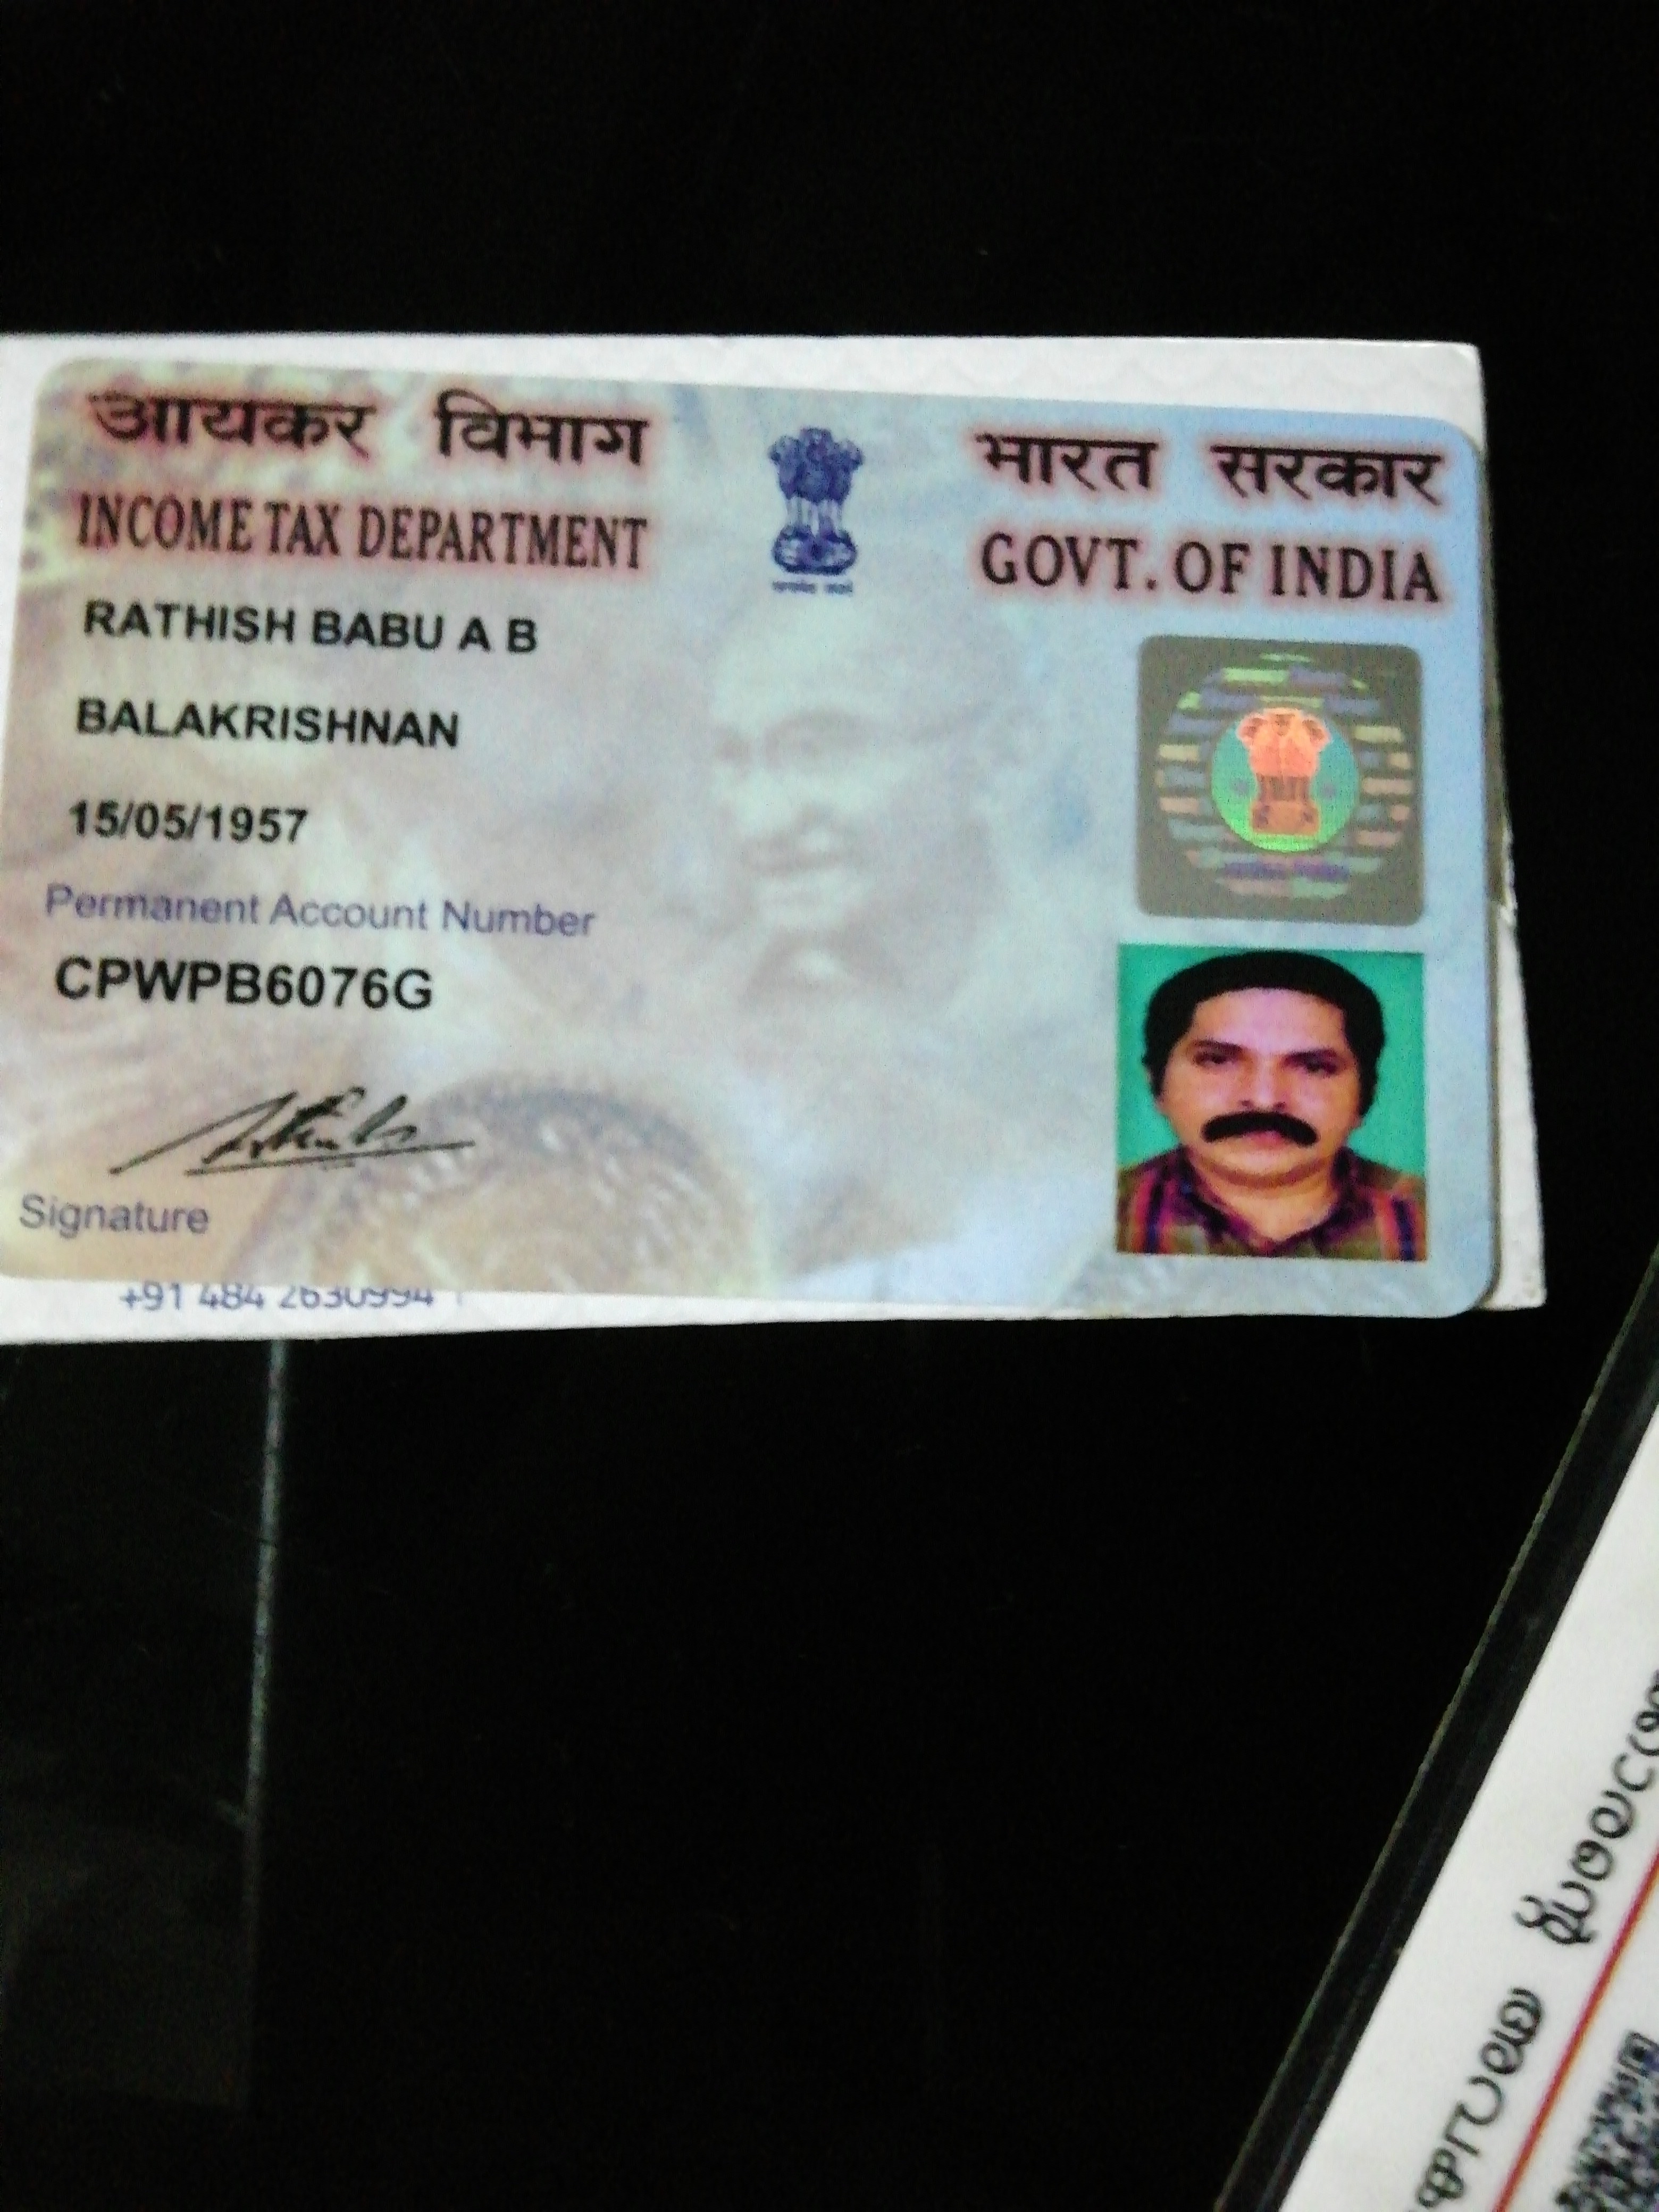 आयकर विभाग
INCOME TAX DEPARTMENT
भारत सरकार
GOVT. OF INDIA
RATHISH BABU A B
BALAKRISHNAN
15/05/1957
Permanent Account Number
CPWPB6076G
Signature
+91 484 2630994